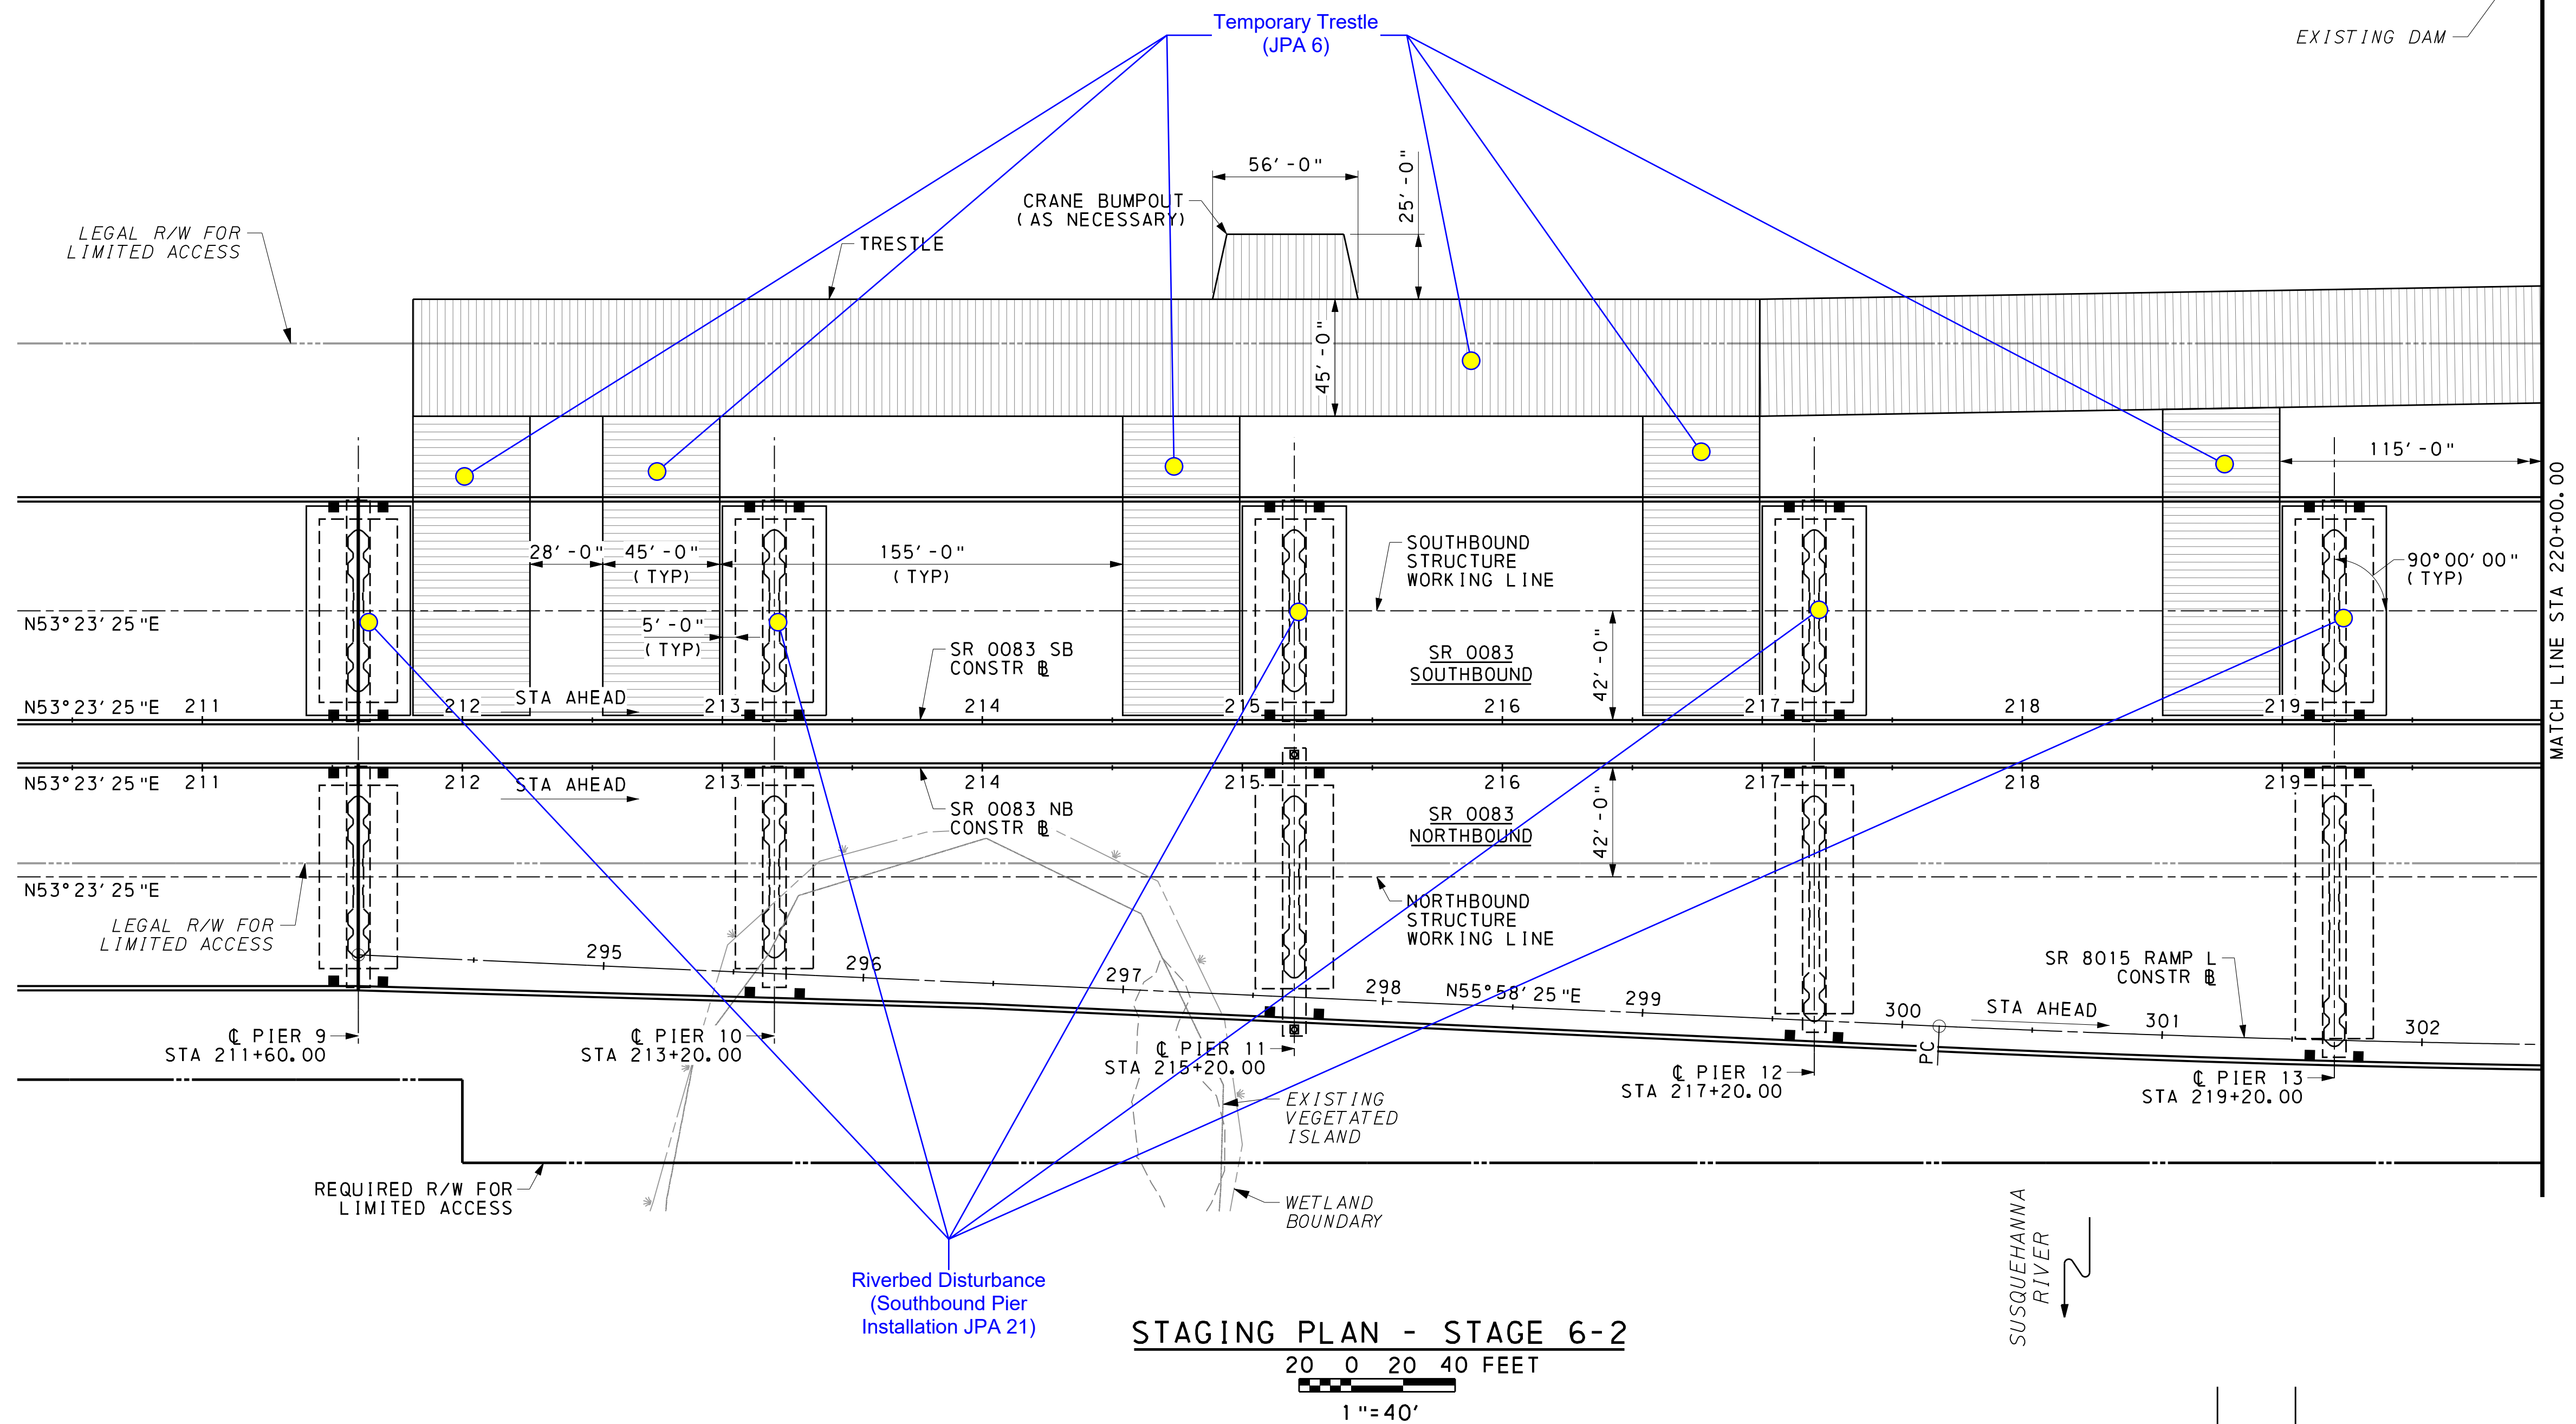 Temporary Trestle
(JPA 6)
EXISTING DAM
56'-0"
25'-0"
CRANE BUMPOUT
(AS NECESSARY)
LEGAL R/W FOR
LIMITED ACCESS
TRESTLE
45'-0"
115'-0"
28'-0"
45'-0"
(TYP)
155'-0"
(TYP)
SOUTHBOUND
STRUCTURE
WORKING LINE
90°00'00"
(TYP)
MATCH LINE STA 220+00.00
N53°23'25"E
5'-0"
(TYP)
SR 0083 SB
CONSTR BL
SR 0083
SOUTHBOUND
42'-0"
N53°23'25"E 211 212 STA AHEAD 213 214 215 216 217 218 219
N53°23'25"E 211 212 STA AHEAD 213 214 215 216 217 218 219
SR 0083 NB
CONSTR BL
SR 0083
NORTHBOUND
42'-0"
N53°23'25"E
LEGAL R/W FOR
LIMITED ACCESS
NORTHBOUND
STRUCTURE
WORKING LINE
295 296 297 298 N55°58'25"E 299 300 STA AHEAD 301 302
SR 8015 RAMP L
CONSTR BL
PC
CL PIER 9
STA 211+60.00
CL PIER 10
STA 213+20.00
CL PIER 11
STA 215+20.00
CL PIER 12
STA 217+20.00
CL PIER 13
STA 219+20.00
EXISTING
VEGETATED
ISLAND
REQUIRED R/W FOR
LIMITED ACCESS
WETLAND
BOUNDARY
SUSQUEHANNA
RIVER
Riverbed Disturbance
(Southbound Pier
Installation JPA 21)
STAGING PLAN - STAGE 6-2
20 0 20 40 FEET
1"=40'